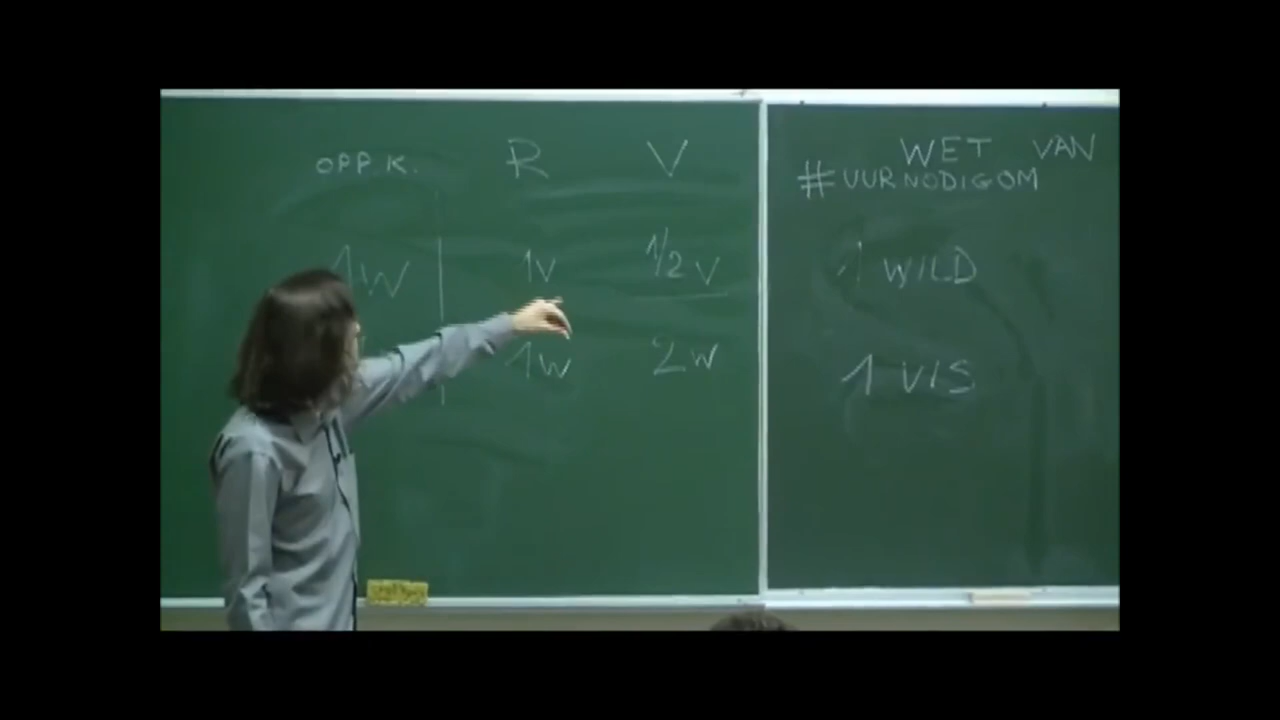 OPP K. R V
1W 1V 1/2 V
1W 2W
WET VAN
#UUR NODIG OM
1 WILD
1 VIS